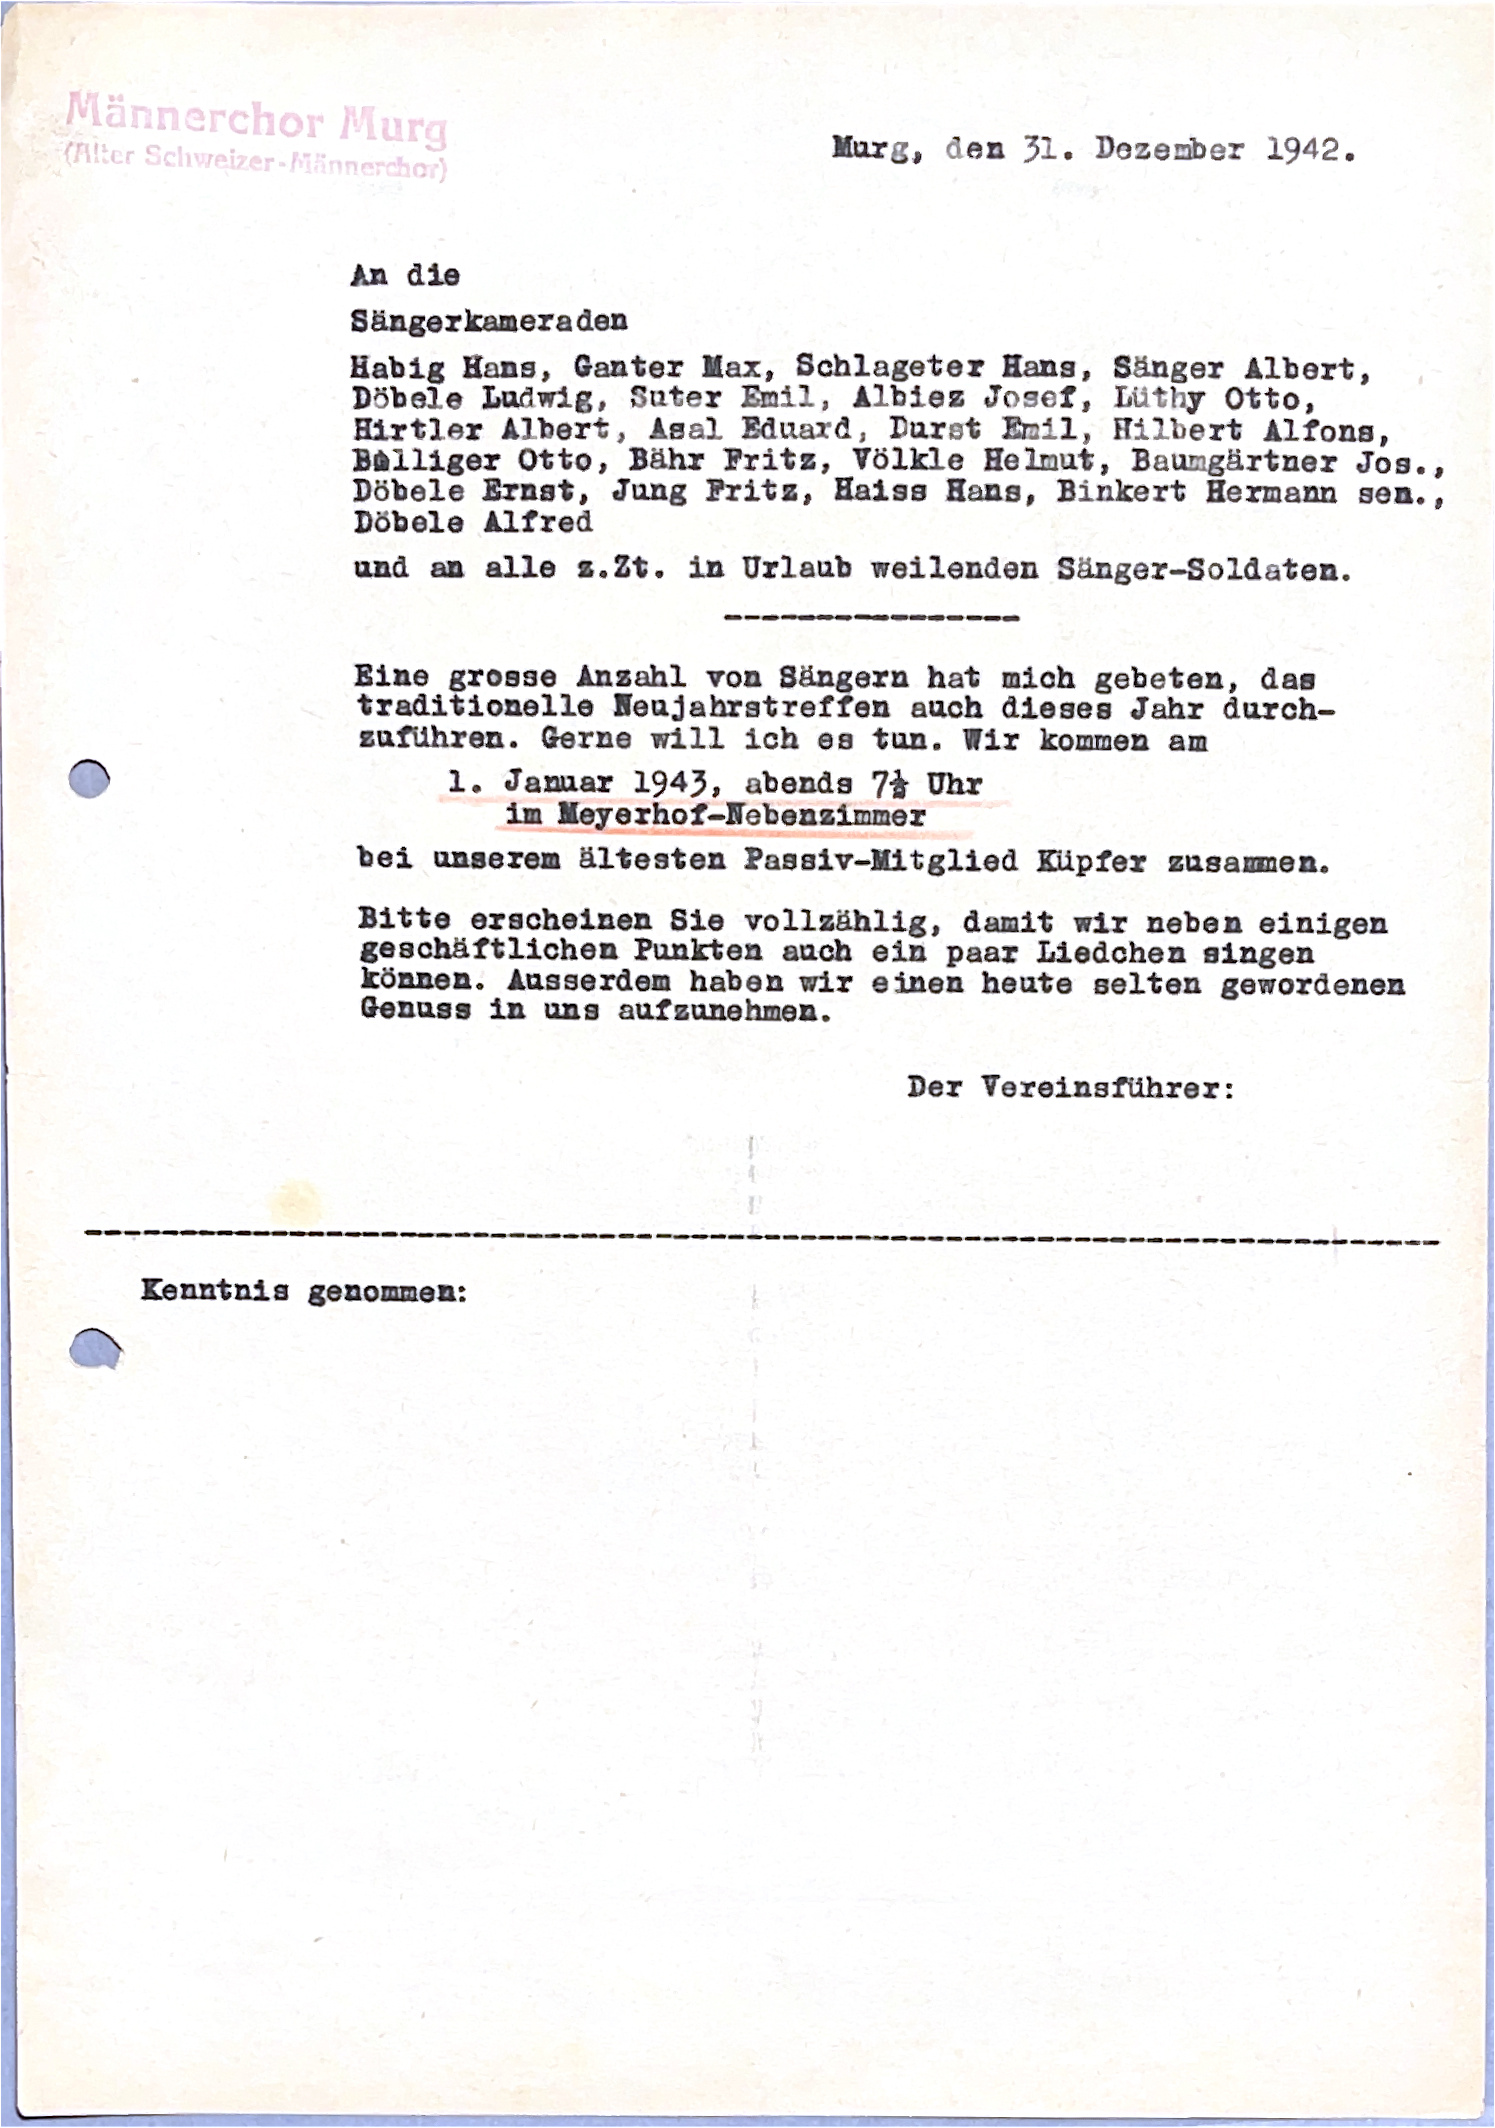 Männerchor Murg
(Alter Schweizer-Männerchor)
Murg, den 31. Dezember 1942.
An die
Sängerkameraden
Habig Hans, Ganter Max, Schlageter Hans, Sänger Albert,
Döbele Ludwig, Suter Emil, Albiez Josef, Lüthy Otto,
Hirtler Albert, Asal Eduard, Durst Emil, Hilbert Alfons,
Bolliger Otto, Bähr Fritz, Völkle Helmut, Baumgärtner Jos.,
Döbele Ernst, Jung Fritz, Haiss Hans, Binkert Hermann sen.,
Döbele Alfred
und an alle z.Zt. in Urlaub weilenden Sänger-Soldaten.
----------------
Eine grosse Anzahl von Sängern hat mich gebeten, das
traditionelle Neujahrstreffen auch dieses Jahr durch-
zuführen. Gerne will ich es tun. Wir kommen am
1. Januar 1943, abends 7½ Uhr
im Meyerhof-Nebenzimmer
bei unserem ältesten Passiv-Mitglied Küpfer zusammen.
Bitte erscheinen Sie vollzählig, damit wir neben einigen
geschäftlichen Punkten auch ein paar Liedchen singen
können. Ausserdem haben wir einen heute selten gewordenen
Genuss in uns aufzunehmen.
Der Vereinsführer:
Kenntnis genommen: